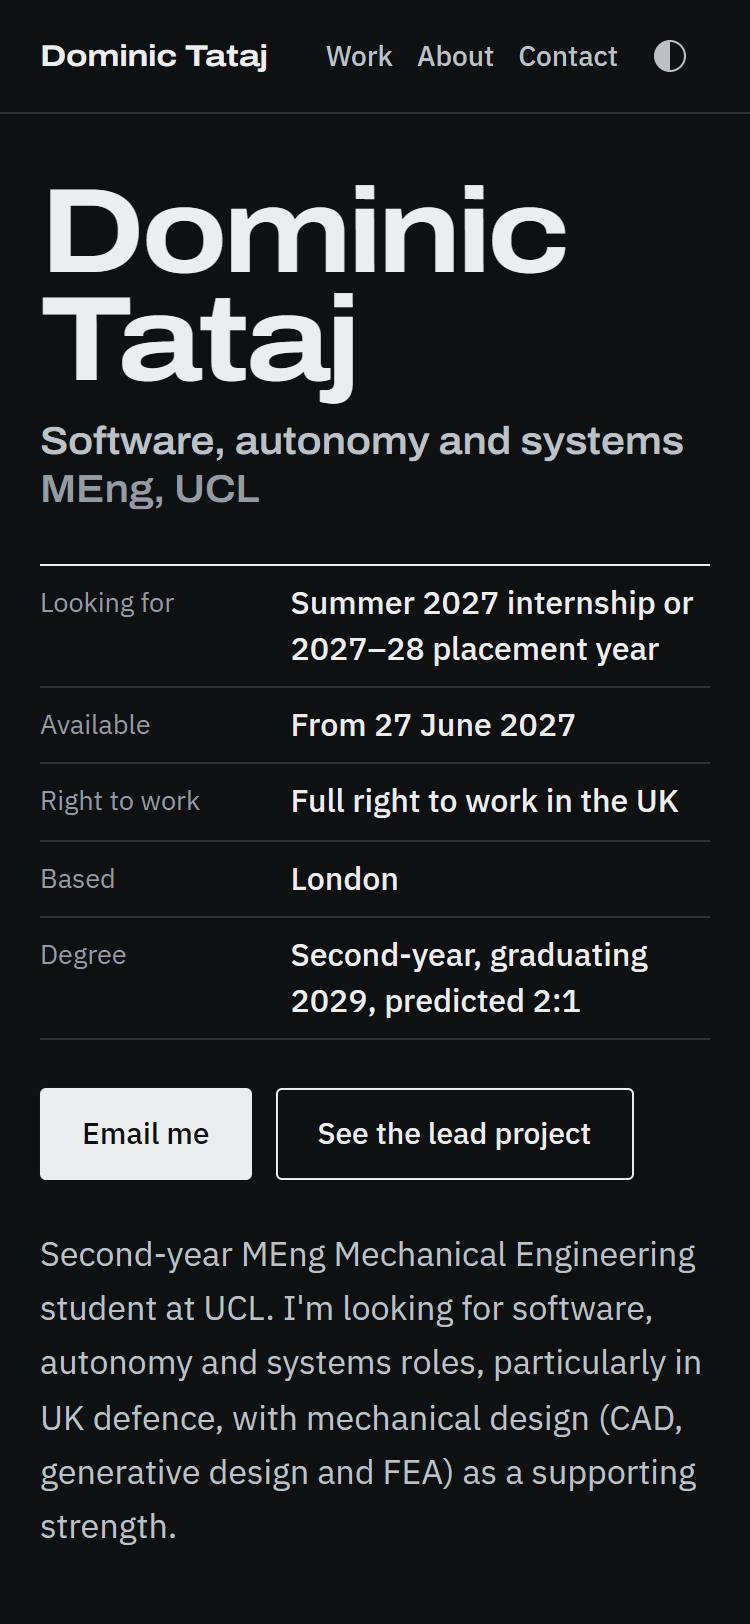 Dominic Tataj Work About Contact
Dominic
Tataj
Software, autonomy and systems
MEng, UCL
Looking for Summer 2027 internship or
2027–28 placement year
Available From 27 June 2027
Right to work Full right to work in the UK
Based London
Degree Second-year, graduating
2029, predicted 2:1
Email me See the lead project
Second-year MEng Mechanical Engineering
student at UCL. I'm looking for software,
autonomy and systems roles, particularly in
UK defence, with mechanical design (CAD,
generative design and FEA) as a supporting
strength.